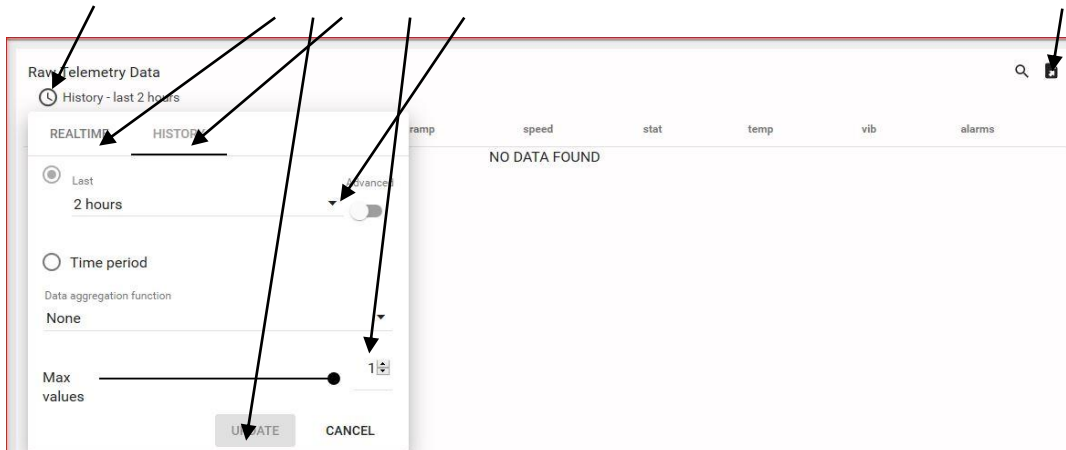 Raw Telemetry Data
History - last 2 hours
REALTIME HISTORY
ramp speed stat temp vib alarms
NO DATA FOUND
Last
Advanced
2 hours
Time period
Data aggregation function
None
1
Max
values
UPDATE CANCEL